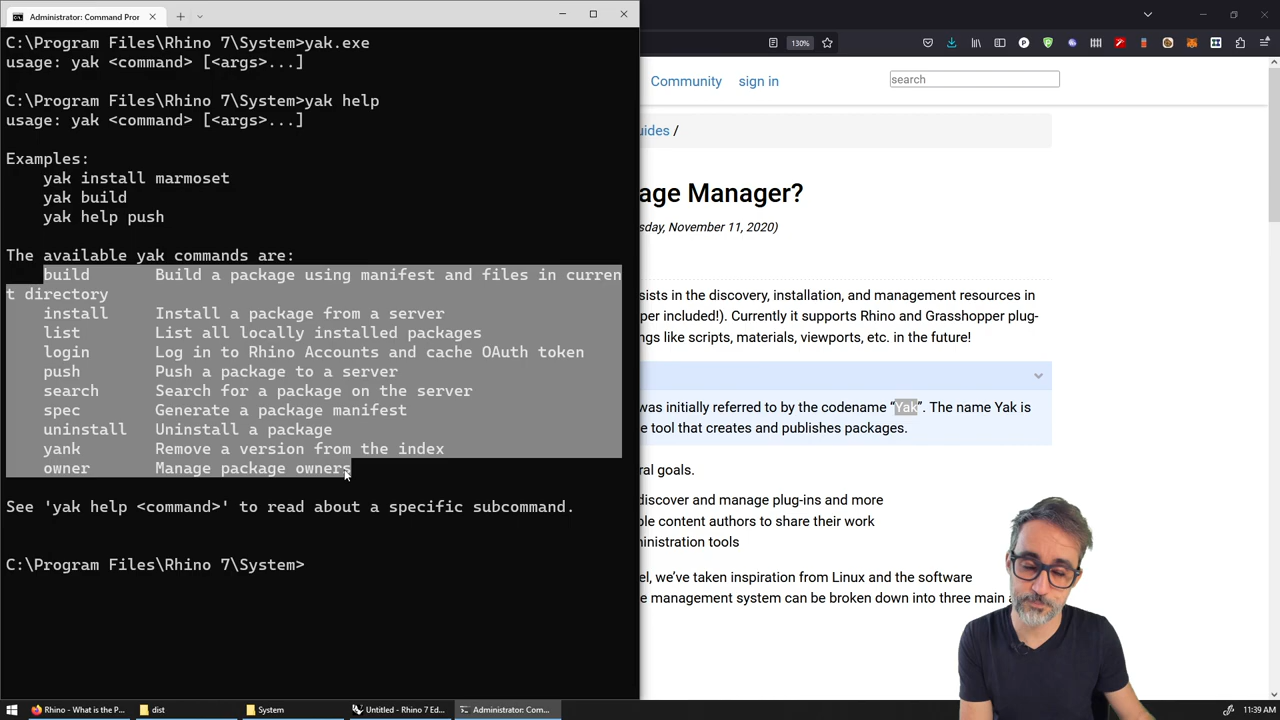 Administrator: Command Pror
C:\Program Files\Rhino 7\System>yak.exe
usage: yak <command> [<args>...]
C:\Program Files\Rhino 7\System>yak help
usage: yak <command> [<args>...]
Examples:
yak install marmoset
yak build
yak help push
The available yak commands are:
build Build a package using manifest and files in curren
t directory
install Install a package from a server
list List all locally installed packages
login Log in to Rhino Accounts and cache OAuth token
push Push a package to a server
search Search for a package on the server
spec Generate a package manifest
uninstall Uninstall a package
yank Remove a version from the index
owner Manage package owners
See 'yak help <command>' to read about a specific subcommand.
C:\Program Files\Rhino 7\System>
130%
Community sign in search
uides /
age Manager?
sday, November 11, 2020)
sists in the discovery, installation, and management resources in
per included!). Currently it supports Rhino and Grasshopper plug-
ngs like scripts, materials, viewports, etc. in the future!
was initially referred to by the codename “Yak”. The name Yak is
e tool that creates and publishes packages.
ral goals.
discover and manage plug-ins and more
ble content authors to share their work
ministration tools
el, we’ve taken inspiration from Linux and the software
e management system can be broken down into three main a
Rhino - What is the P...
dist
System
Untitled - Rhino 7 Ed...
Administrator: Com...
11:39 AM